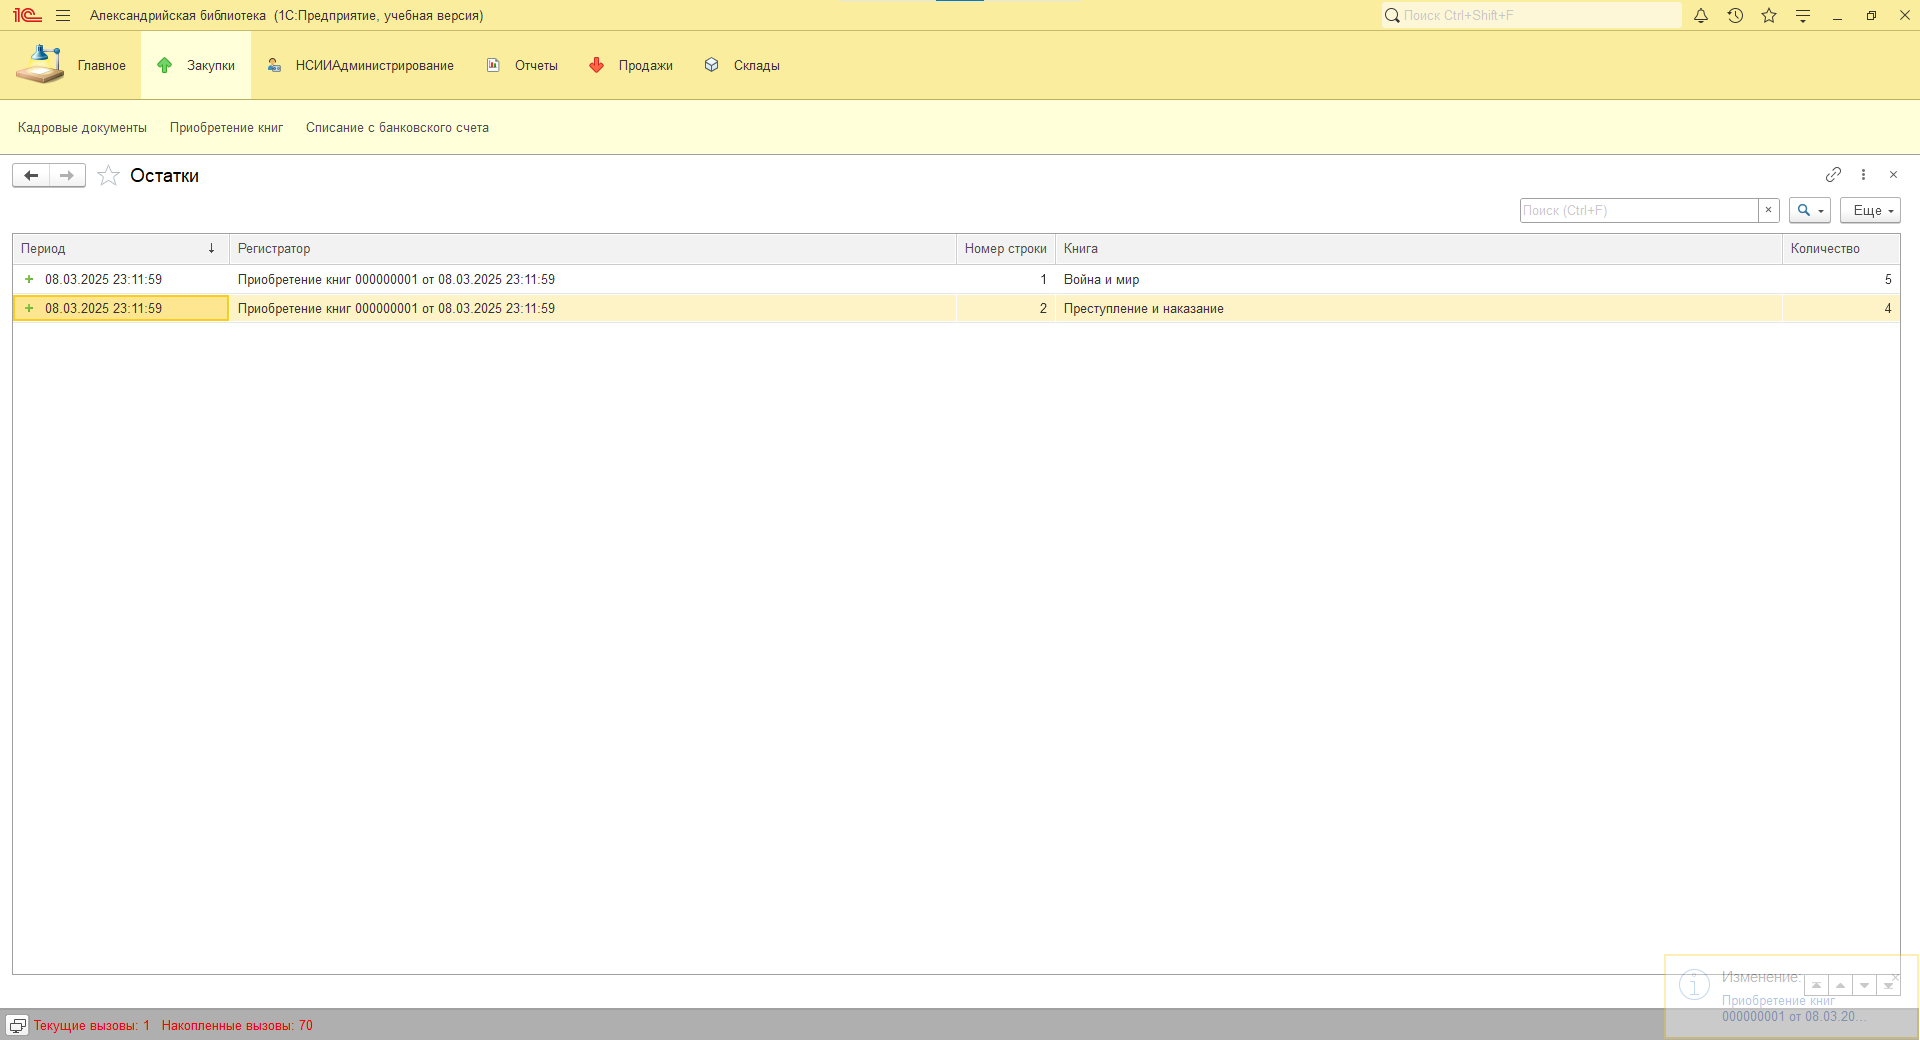 Александрийская библиотека (1С:Предприятие, учебная версия)
Поиск Ctrl+Shift+F
Главное
Закупки
НСИИАдминистрирование
Отчеты
Продажи
Склады
Кадровые документы
Приобретение книг
Списание с банковского счета
Остатки
Поиск (Ctrl+F)
Еще
Период Регистратор Номер строки Книга Количество
08.03.2025 23:11:59 Приобретение книг 000000001 от 08.03.2025 23:11:59 1 Война и мир 5
08.03.2025 23:11:59 Приобретение книг 000000001 от 08.03.2025 23:11:59 2 Преступление и наказание 4
Изменение:
Приобретение книг
000000001 от 08.03.20...
Текущие вызовы: 1 Накопленные вызовы: 70